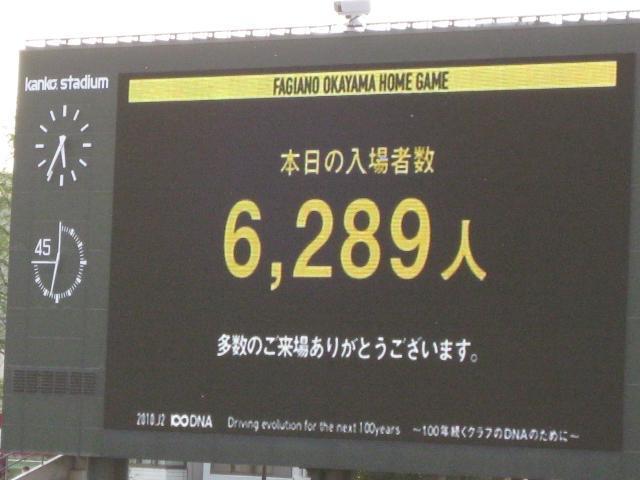 kanko stadium
FAGIANO OKAYAMA HOME GAME
本日の入場者数
6,289人
45
多数のご来場ありがとうございます。
2018.J2 100DNA Driving evolution for the next 100years ～100年続くクラブのDNAのために～